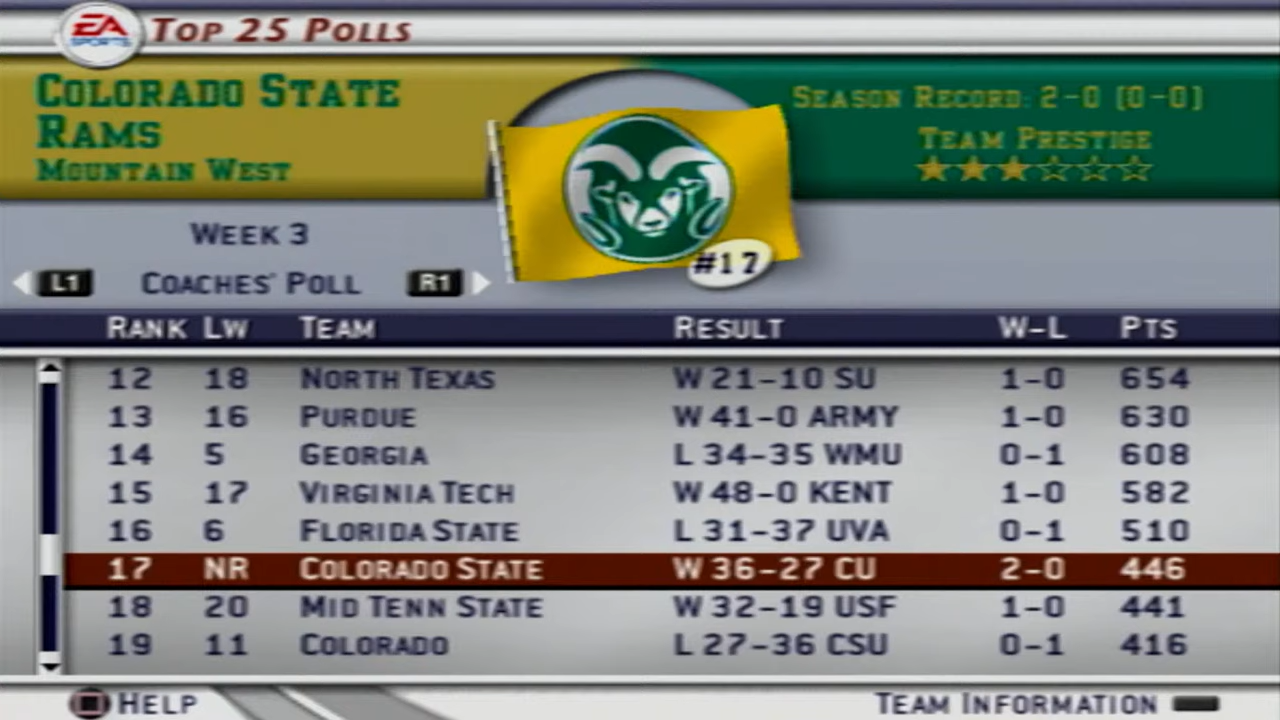 EA SPORTS TOP 25 POLLS
COLORADO STATE
RAMS
MOUNTAIN WEST
SEASON RECORD: 2-0 (0-0)
TEAM PRESTIGE
#17
WEEK 3
L1 COACHES' POLL R1
RANK LW TEAM RESULT W-L PTS
12 18 NORTH TEXAS W 21-10 SU 1-0 654
13 16 PURDUE W 41-0 ARMY 1-0 630
14 5 GEORGIA L 34-35 WMU 0-1 608
15 17 VIRGINIA TECH W 48-0 KENT 1-0 582
16 6 FLORIDA STATE L 31-37 UVA 0-1 510
17 NR COLORADO STATE W 36-27 CU 2-0 446
18 20 MID TENN STATE W 32-19 USF 1-0 441
19 11 COLORADO L 27-36 CSU 0-1 416
HELP TEAM INFORMATION